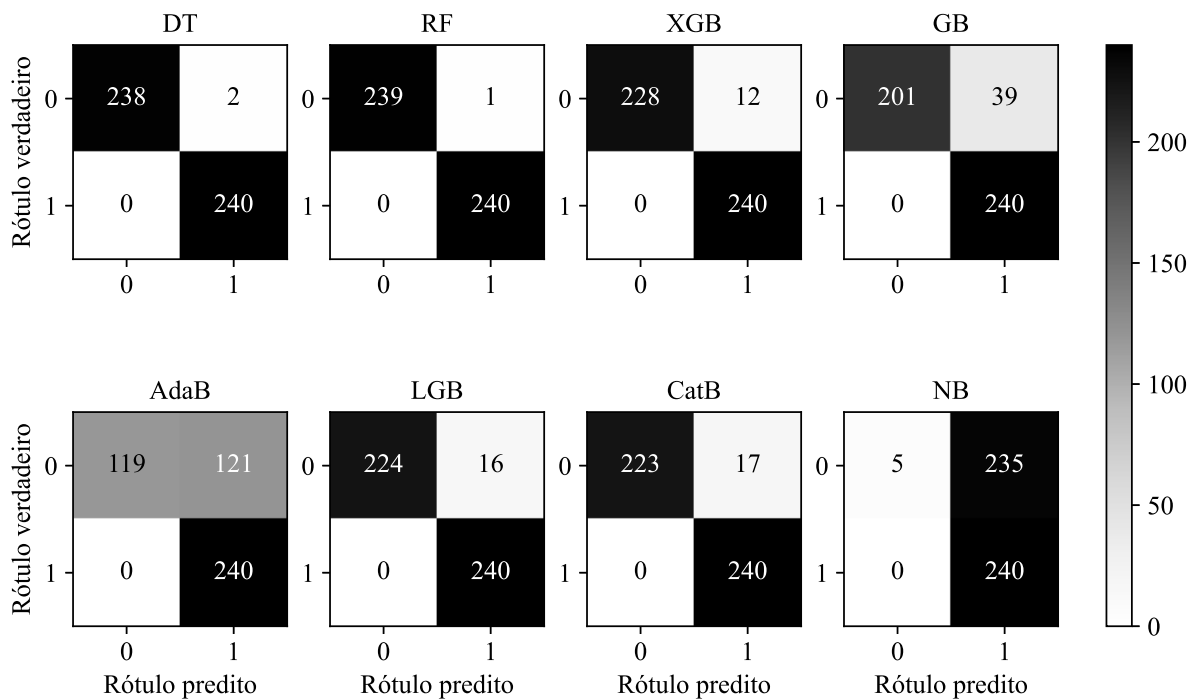 DT RF XGB GB
Rótulo verdadeiro
0 238 2 0 239 1 0 228 12 0 201 39
200
1 0 240 1 0 240 1 0 240 1 0 240
0 1 0 1 0 1 0 1
150
AdaB LGB CatB NB
100
Rótulo verdadeiro
0 119 121 0 224 16 0 223 17 0 5 235
50
1 0 240 1 0 240 1 0 240 1 0 240
0
0 1 0 1 0 1 0 1
Rótulo predito Rótulo predito Rótulo predito Rótulo predito